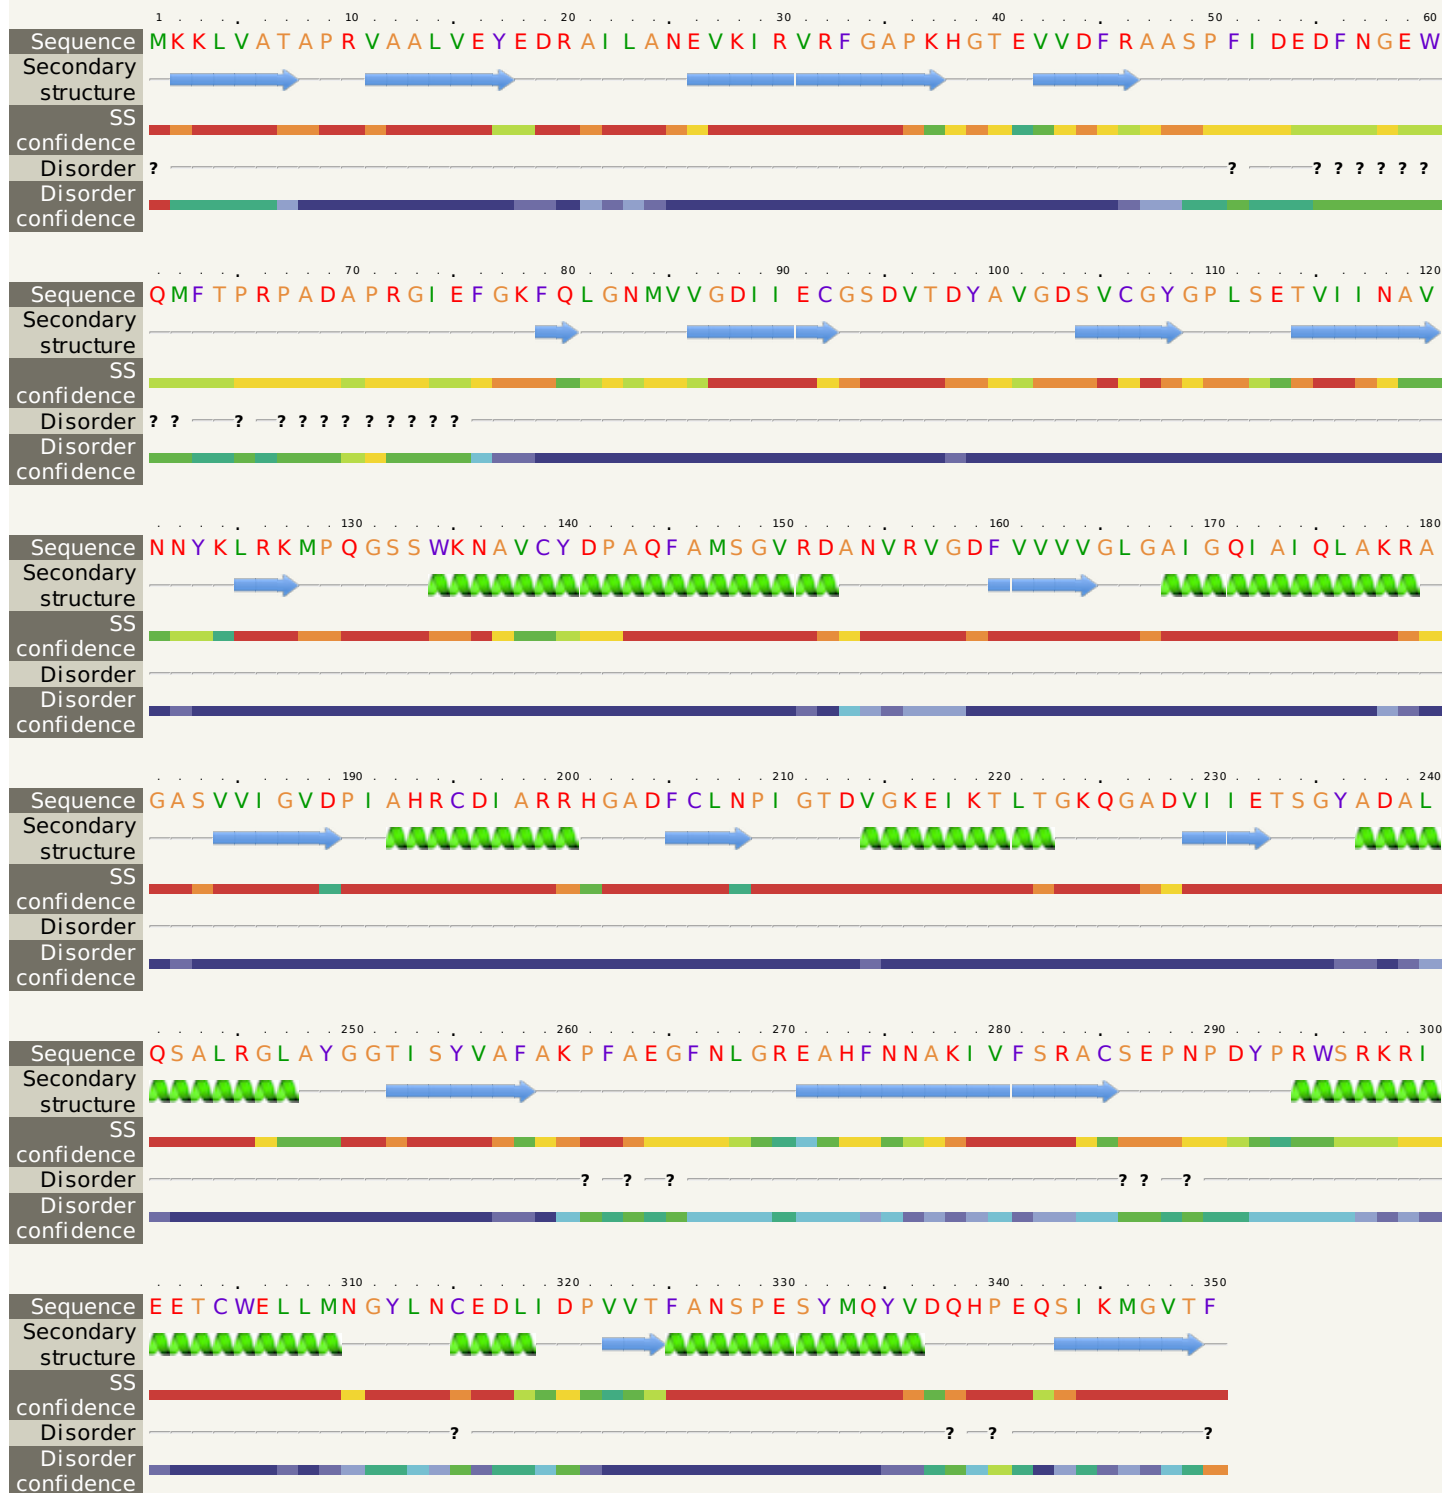 1 10 20 30 40 50 60
Sequence MKKLVATAPRVAALVEYEDRAILANEVKIRVRFGAPKHGTEVVDFRAASPFIDEDFNGEW
Secondary
structure
SS
confidence
Disorder ? ? ? ? ? ? ? ?
Disorder
confidence
70 80 90 100 110 120
Sequence QMFTPRPADAPRGIEFGKFQLGNMVVGDIIECGSDVTDYAVGDSVCGYGPLSETVIINAV
Secondary
structure
SS
confidence
Disorder ? ? ? ? ? ? ? ? ? ? ? ?
Disorder
confidence
130 140 150 160 170 180
Sequence NNYKLRKMPQGSSWKNAVCYDPAQFAMSGVRDANVRVGDFVVVVGLGAIGQIAIQLAKRA
Secondary
structure
SS
confidence
Disorder
Disorder
confidence
190 200 210 220 230 240
Sequence GASVVIGVDPIAHRCDIARRHGADFCLNPIGTDVGKEIKTLTGKQGADVIIETSGYADAL
Secondary
structure
SS
confidence
Disorder
Disorder
confidence
250 260 270 280 290 300
Sequence QSALRGLAYGGTISYVAFAKPFAEGFNLGREAHFNNAKIVFSRACSEPNPDYPRWSRKRI
Secondary
structure
SS
confidence
Disorder ? ? ? ? ? ?
Disorder
confidence
310 320 330 340 350
Sequence EETCWELLMNGYLNCEDLIDPVVTFANSPESYMQYVDQHPEQSIKMGVTF
Secondary
structure
SS
confidence
Disorder ? ? ? ?
Disorder
confidence